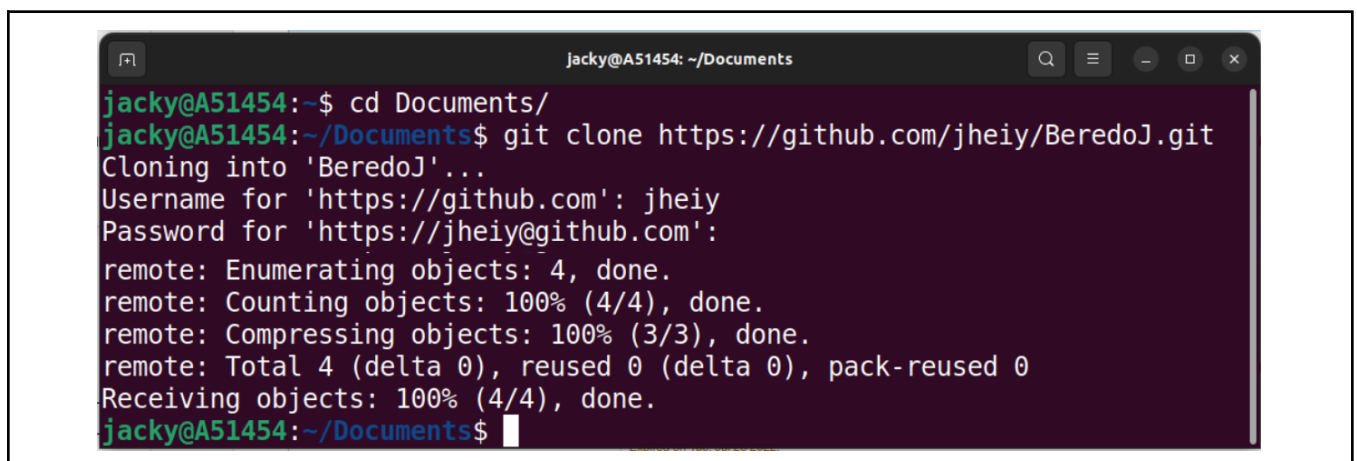 jacky@A51454: ~/Documents
jacky@A51454:~$ cd Documents/
jacky@A51454:~/Documents$ git clone https://github.com/jheiy/BeredoJ.git
Cloning into 'BeredoJ'...
Username for 'https://github.com': jheiy
Password for 'https://jheiy@github.com':
remote: Enumerating objects: 4, done.
remote: Counting objects: 100% (4/4), done.
remote: Compressing objects: 100% (3/3), done.
remote: Total 4 (delta 0), reused 0 (delta 0), pack-reused 0
Receiving objects: 100% (4/4), done.
jacky@A51454:~/Documents$